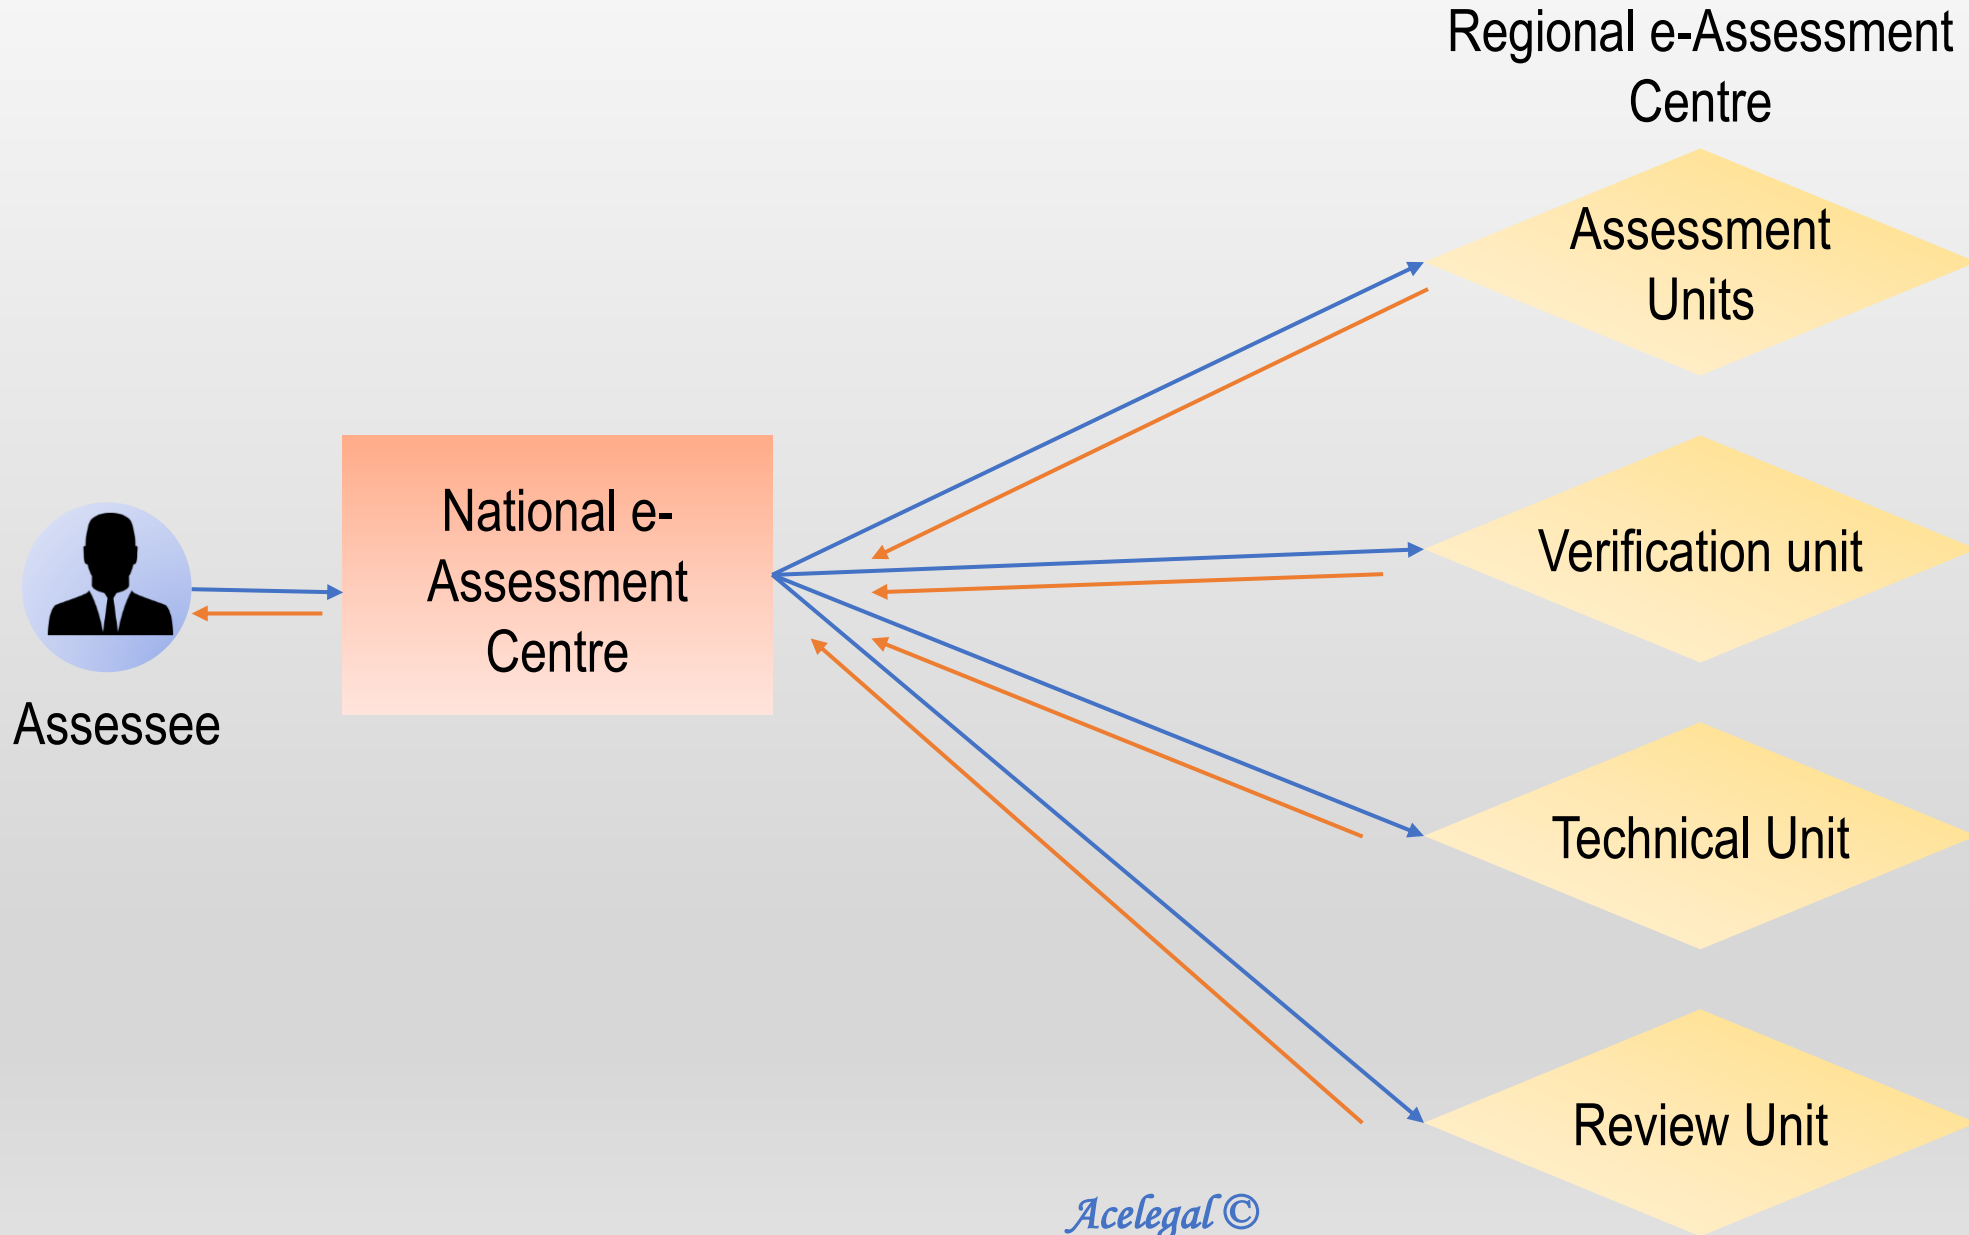 Regional e-Assessment
Centre
Assessment
Units
National e-
Assessment
Centre
Verification unit
Assessee
Technical Unit
Review Unit
Acelegal ©